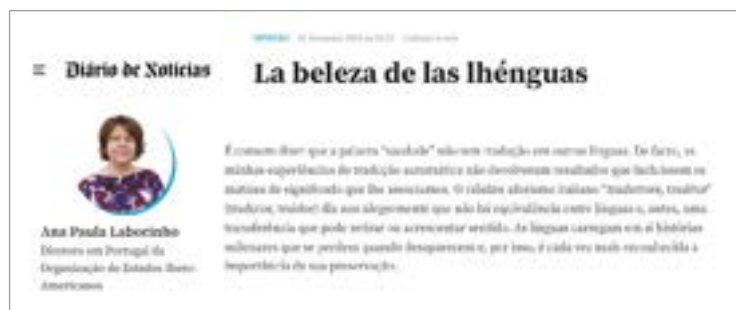 OPINIÃO
Diário de Notícias
La beleza de las lhénguas
É comum dizer que a palavra "saudade" não tem tradução em outras línguas. De facto, as
minhas experiências de tradução automática não devolveram resultados que incluíssem os
matizes de significado que lhe associamos. O célebre aforismo italiano
diz que não há equivalência entre línguas e, antes, uma
transferência que pode retirar ou acrescentar sentido. As línguas carregam em si histórias
milenares que se perdem quando desaparecem e, por isso, é cada vez mais reconhecida a
importância da sua preservação.
Ana Paula Laborinho
Diretora em Portugal da
Organização de Estados Ibero-
Americanos